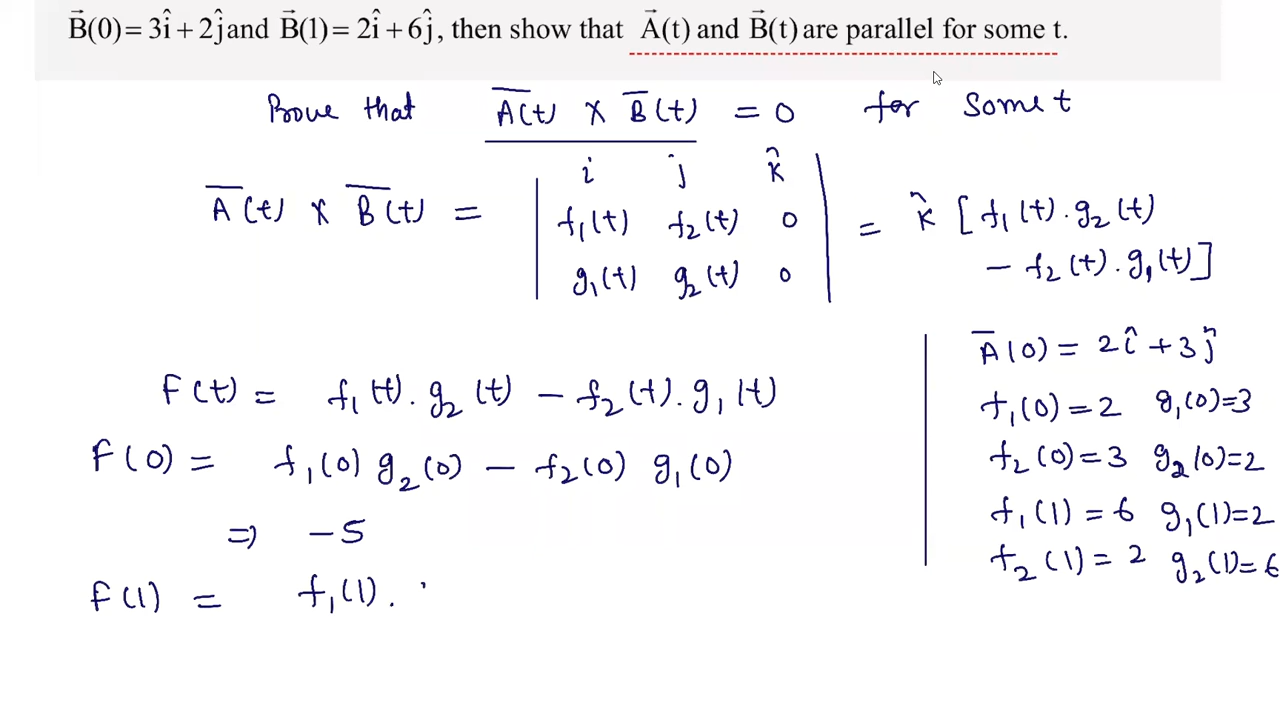 B⃗(0)= 3î + 2ĵ and B⃗(1)= 2î + 6ĵ, then show that A⃗(t) and B⃗(t) are parallel for some t.
Prove that A̅(t) × B̅(t) = 0 for some t
i j k̂
A̅(t) × B̅(t) = | f₁(t) f₂(t) 0 | = k̂ [f₁(t).g₂(t)
g₁(t) g₂(t) 0 − f₂(t).g₁(t)]
A̅(0) = 2î + 3ĵ
F(t) = f₁(t).g₂(t) − f₂(t).g₁(t)
f₁(0) = 2 g₁(0)=3
F(0) = f₁(0) g₂(0) − f₂(0) g₁(0)
f₂(0) = 3 g₂(0)=2
⇒ −5
f₁(1) = 6 g₁(1)=2
f₂(1) = 2 g₂(1)=6
F(1) = f₁(1).